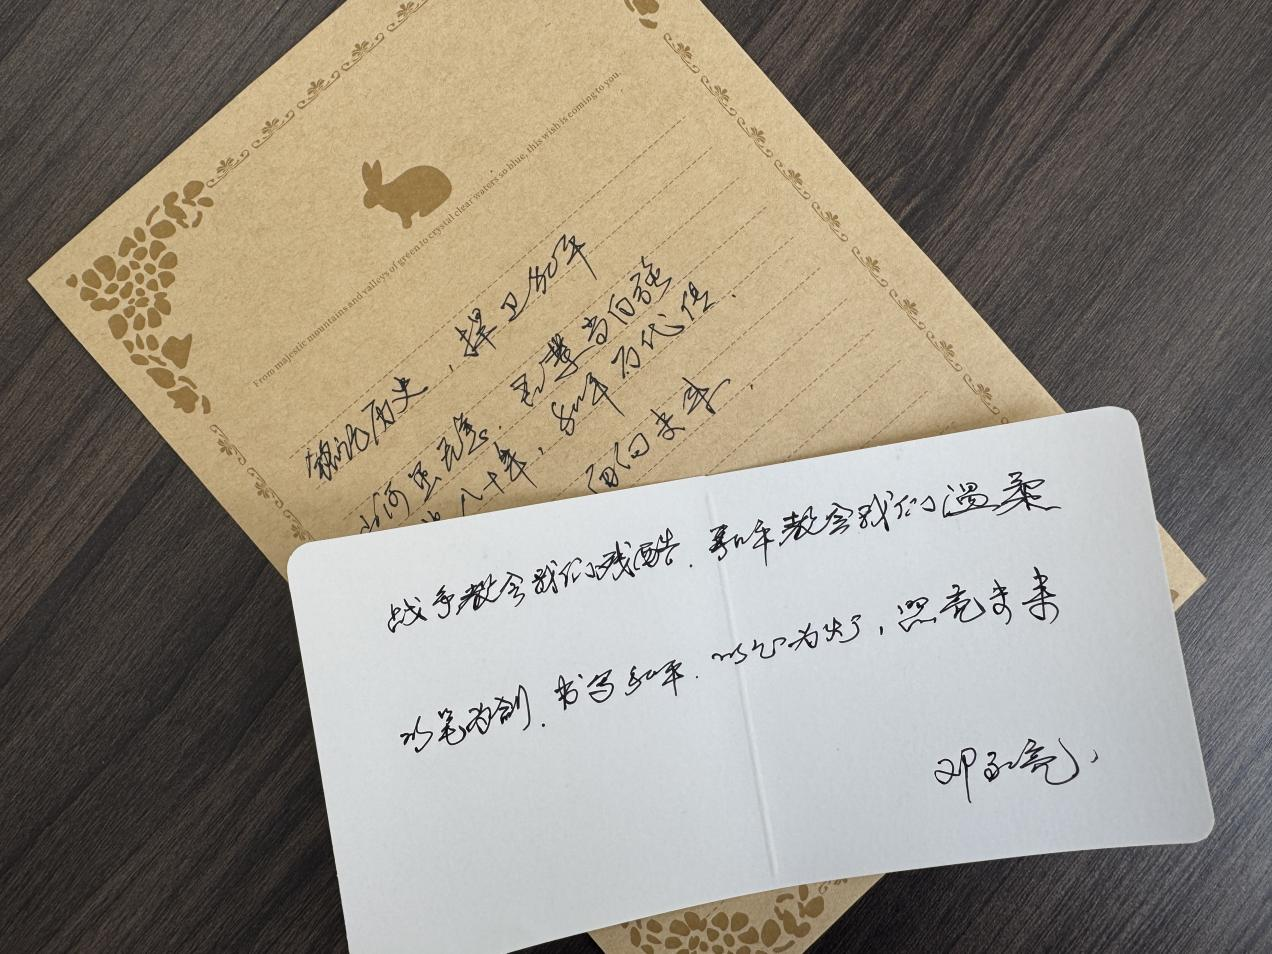 From majestic mountains and valleys of green to crystal clear waters so blue, this wish is coming to you.
铭记历史，捍卫和平
山河无恙，吾辈当自强
八十年，和平万代传.
面向未来.
战争教会我们残酷，和平教会我们温柔
以笔为剑，书写和平，以心为灯，照亮未来